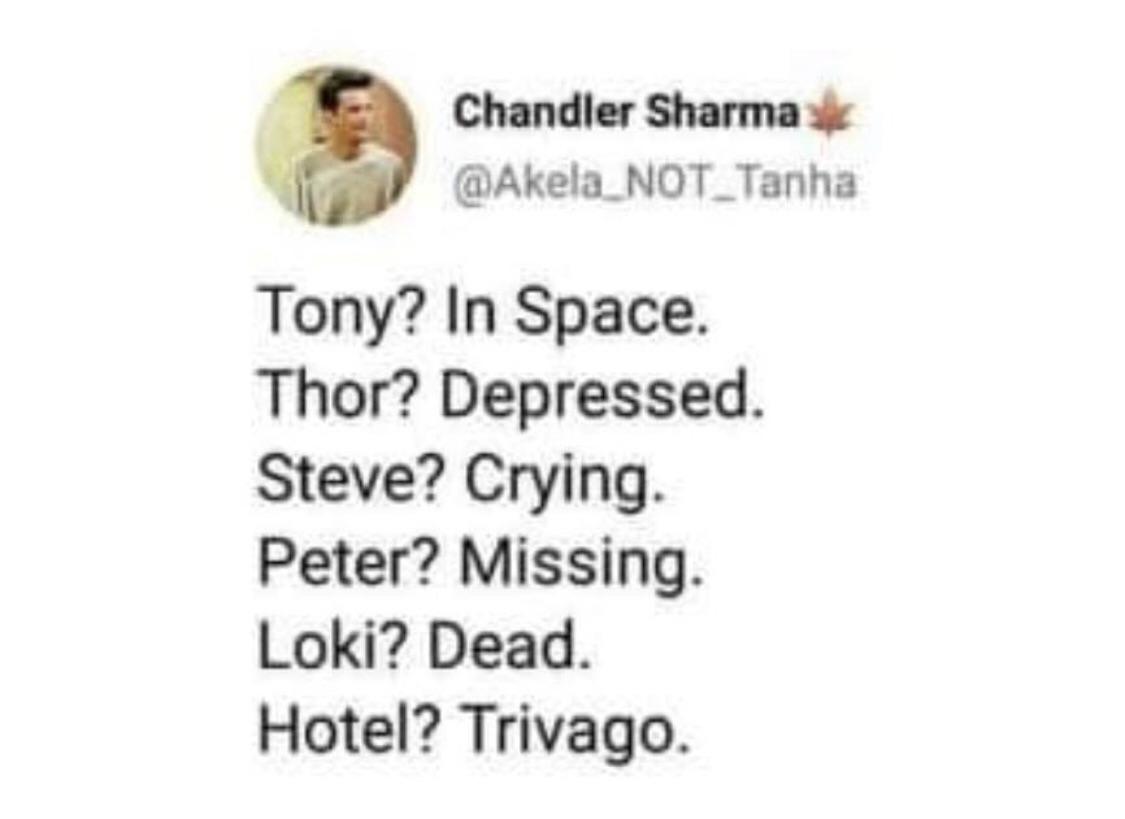 Chandler Sharma🍁
@Akela_NOT_Tanha
Tony? In Space.
Thor? Depressed.
Steve? Crying.
Peter? Missing.
Loki? Dead.
Hotel? Trivago.